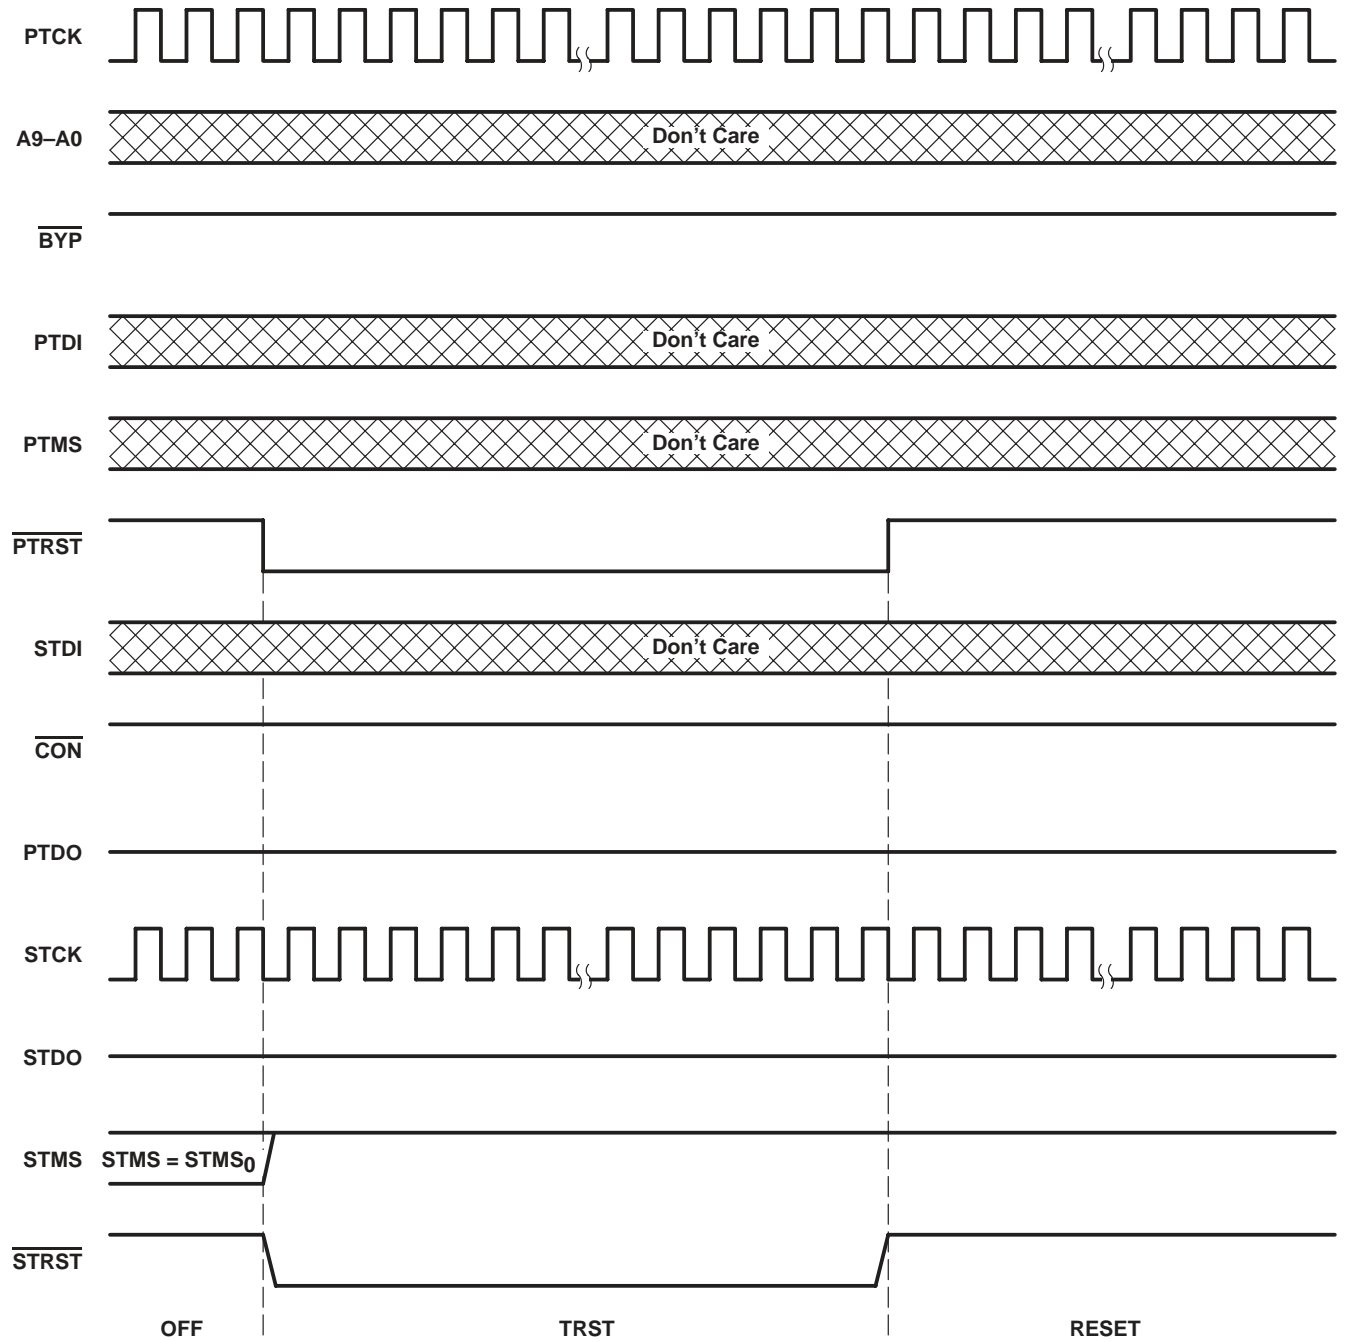 PTCK
A9–A0 Don't Care
BYP
PTDI Don't Care
PTMS Don't Care
PTRST
STDI Don't Care
CON
PTDO
STCK
STDO
STMS STMS = STMS0
STRST
OFF TRST RESET